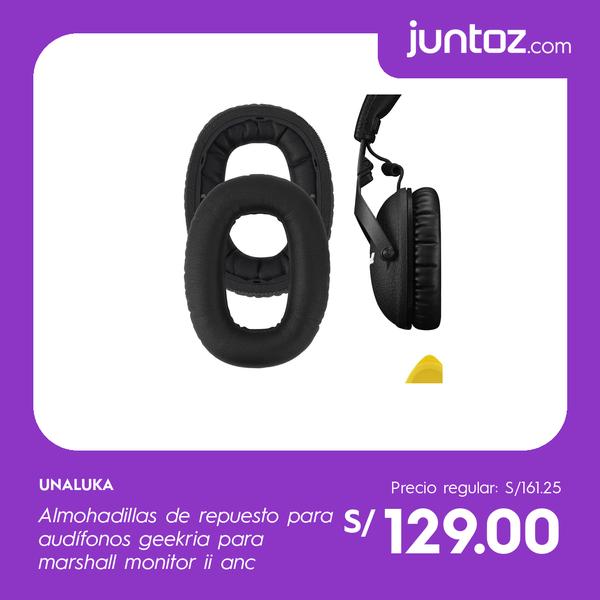 juntoz.com
UNALUKA
Almohadillas de repuesto para
audífonos geekria para
marshall monitor ii anc
Precio regular: S/161.25
S/129.00